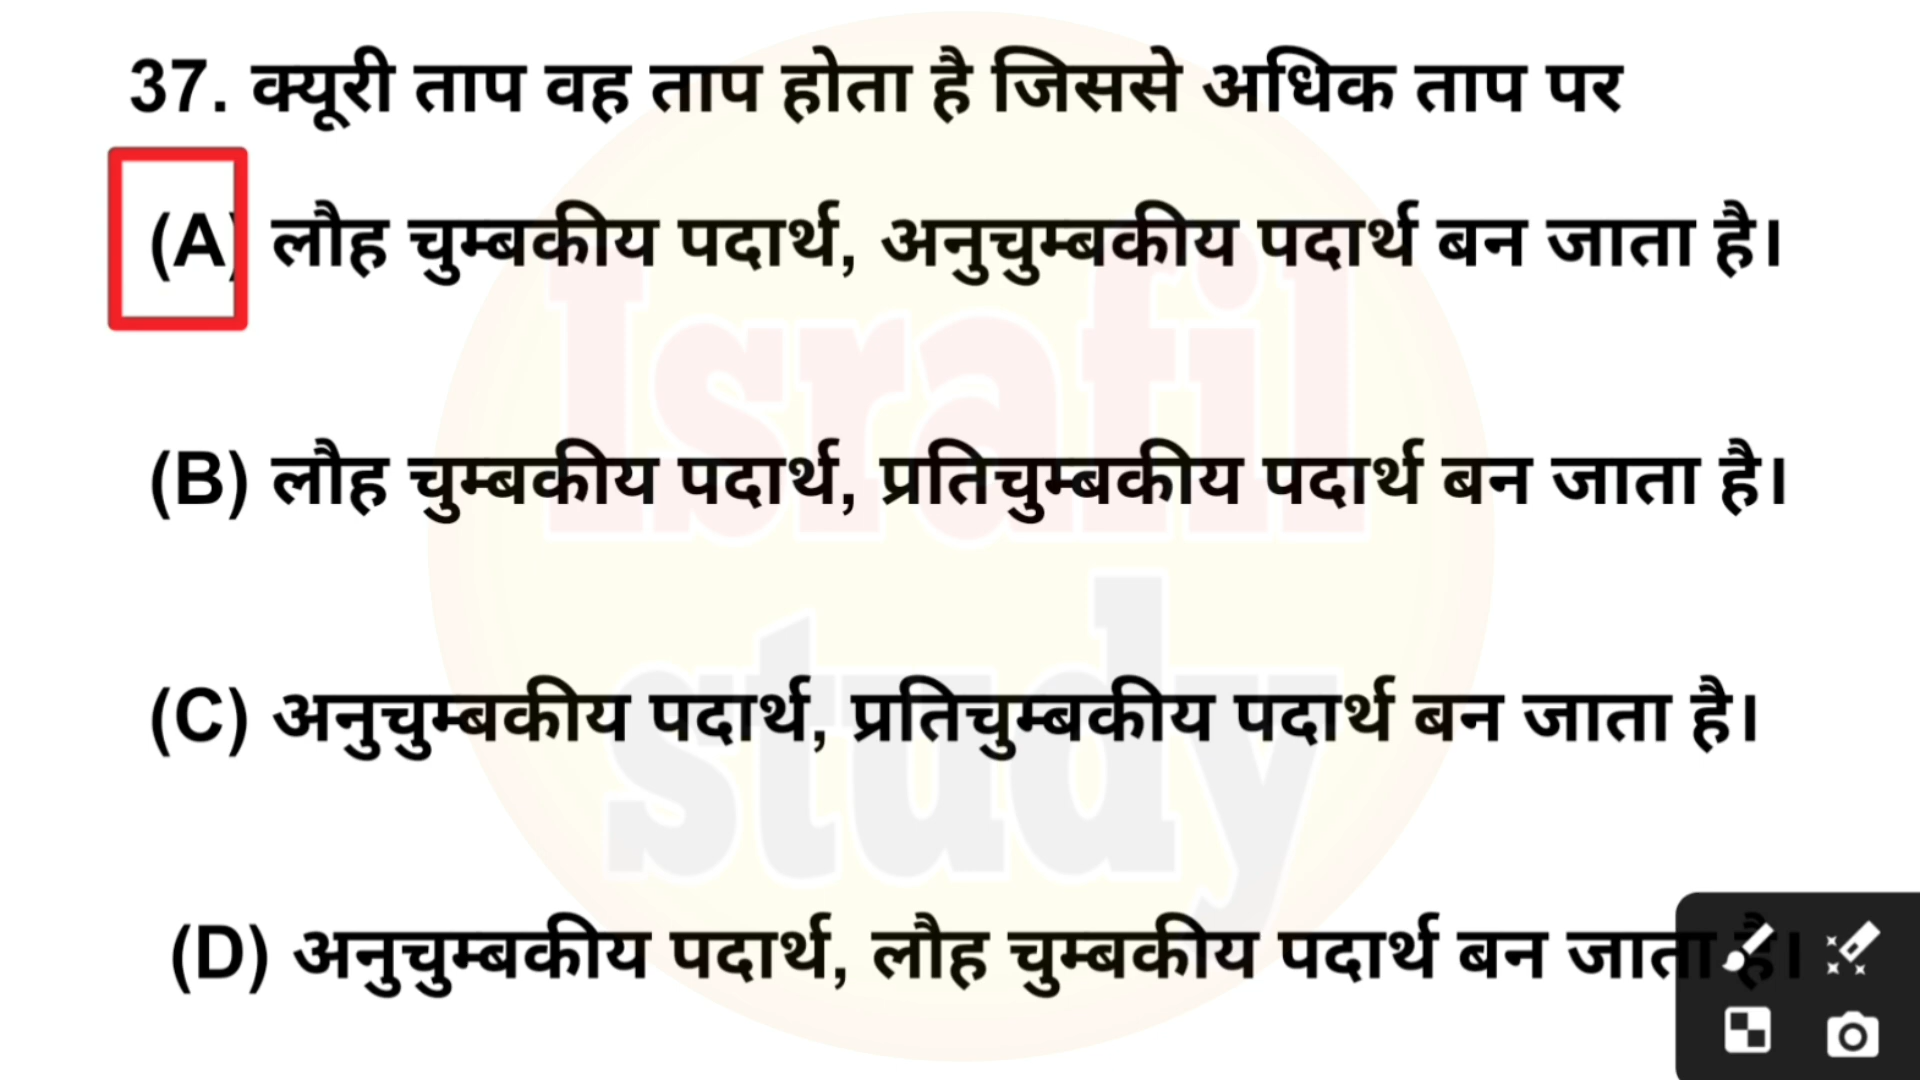 37. क्यूरी ताप वह ताप होता है जिससे अधिक ताप पर
(A) लौह चुम्बकीय पदार्थ, अनुचुम्बकीय पदार्थ बन जाता है।
(B) लौह चुम्बकीय पदार्थ, प्रतिचुम्बकीय पदार्थ बन जाता है।
(C) अनुचुम्बकीय पदार्थ, प्रतिचुम्बकीय पदार्थ बन जाता है।
(D) अनुचुम्बकीय पदार्थ, लौह चुम्बकीय पदार्थ बन जाता है।
Israfil
study